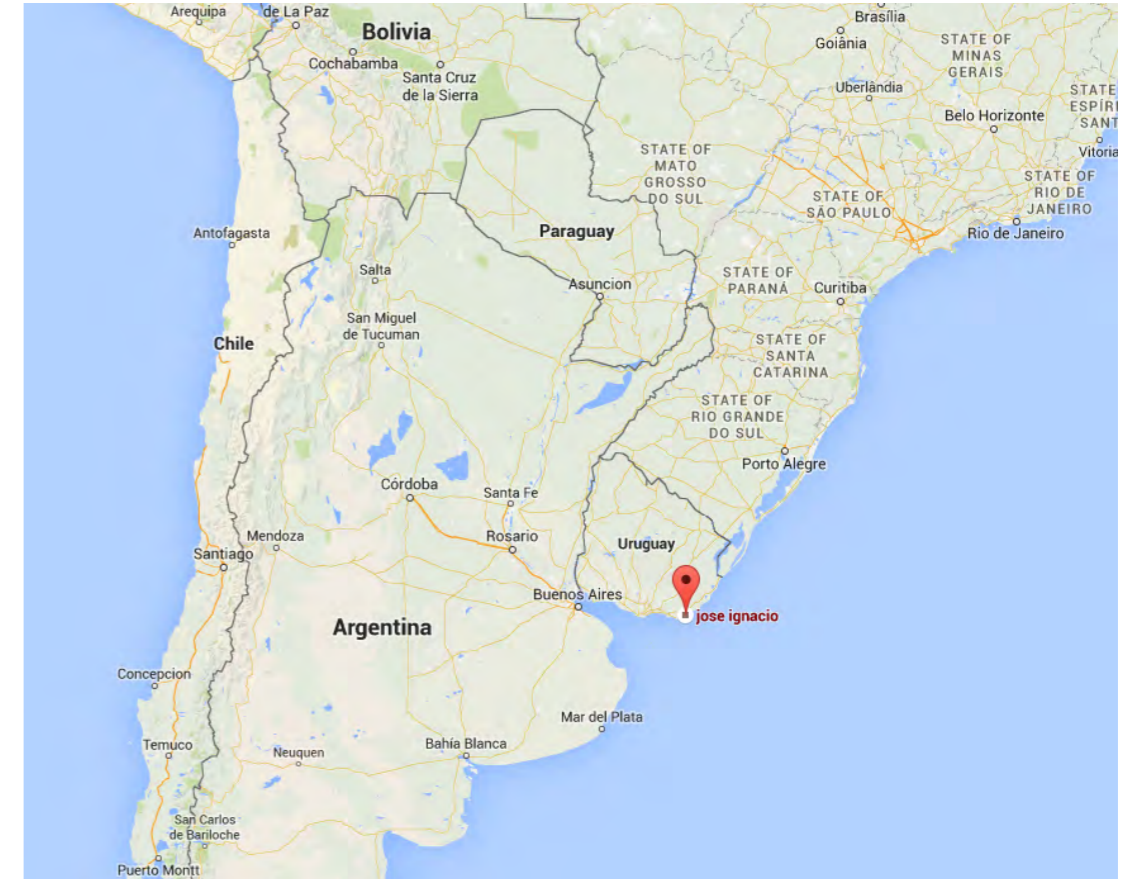 Arequipa
de La Paz
Bolivia
Cochabamba
Santa Cruz
de la Sierra
Brasília
Goiânia
STATE OF
MINAS
GERAIS
Uberlândia
Belo Horizonte
STATE
ESPÍRI
SANT
Vitoria
STATE OF
MATO
GROSSO
DO SUL
STATE OF
SÃO PAULO
STATE OF
RIO DE
JANEIRO
Rio de Janeiro
Antofagasta
Paraguay
Salta
Asuncion
STATE OF
PARANÁ
Curitiba
San Miguel
de Tucuman
Chile
STATE OF
SANTA
CATARINA
STATE OF
RIO GRANDE
DO SUL
Porto Alegre
Córdoba
Santa Fe
Mendoza
Rosario
Uruguay
Santiago
Buenos Aires
jose ignacio
Argentina
Concepcion
Mar del Plata
Temuco
Neuquen
Bahía Blanca
San Carlos
de Bariloche
Puerto Montt